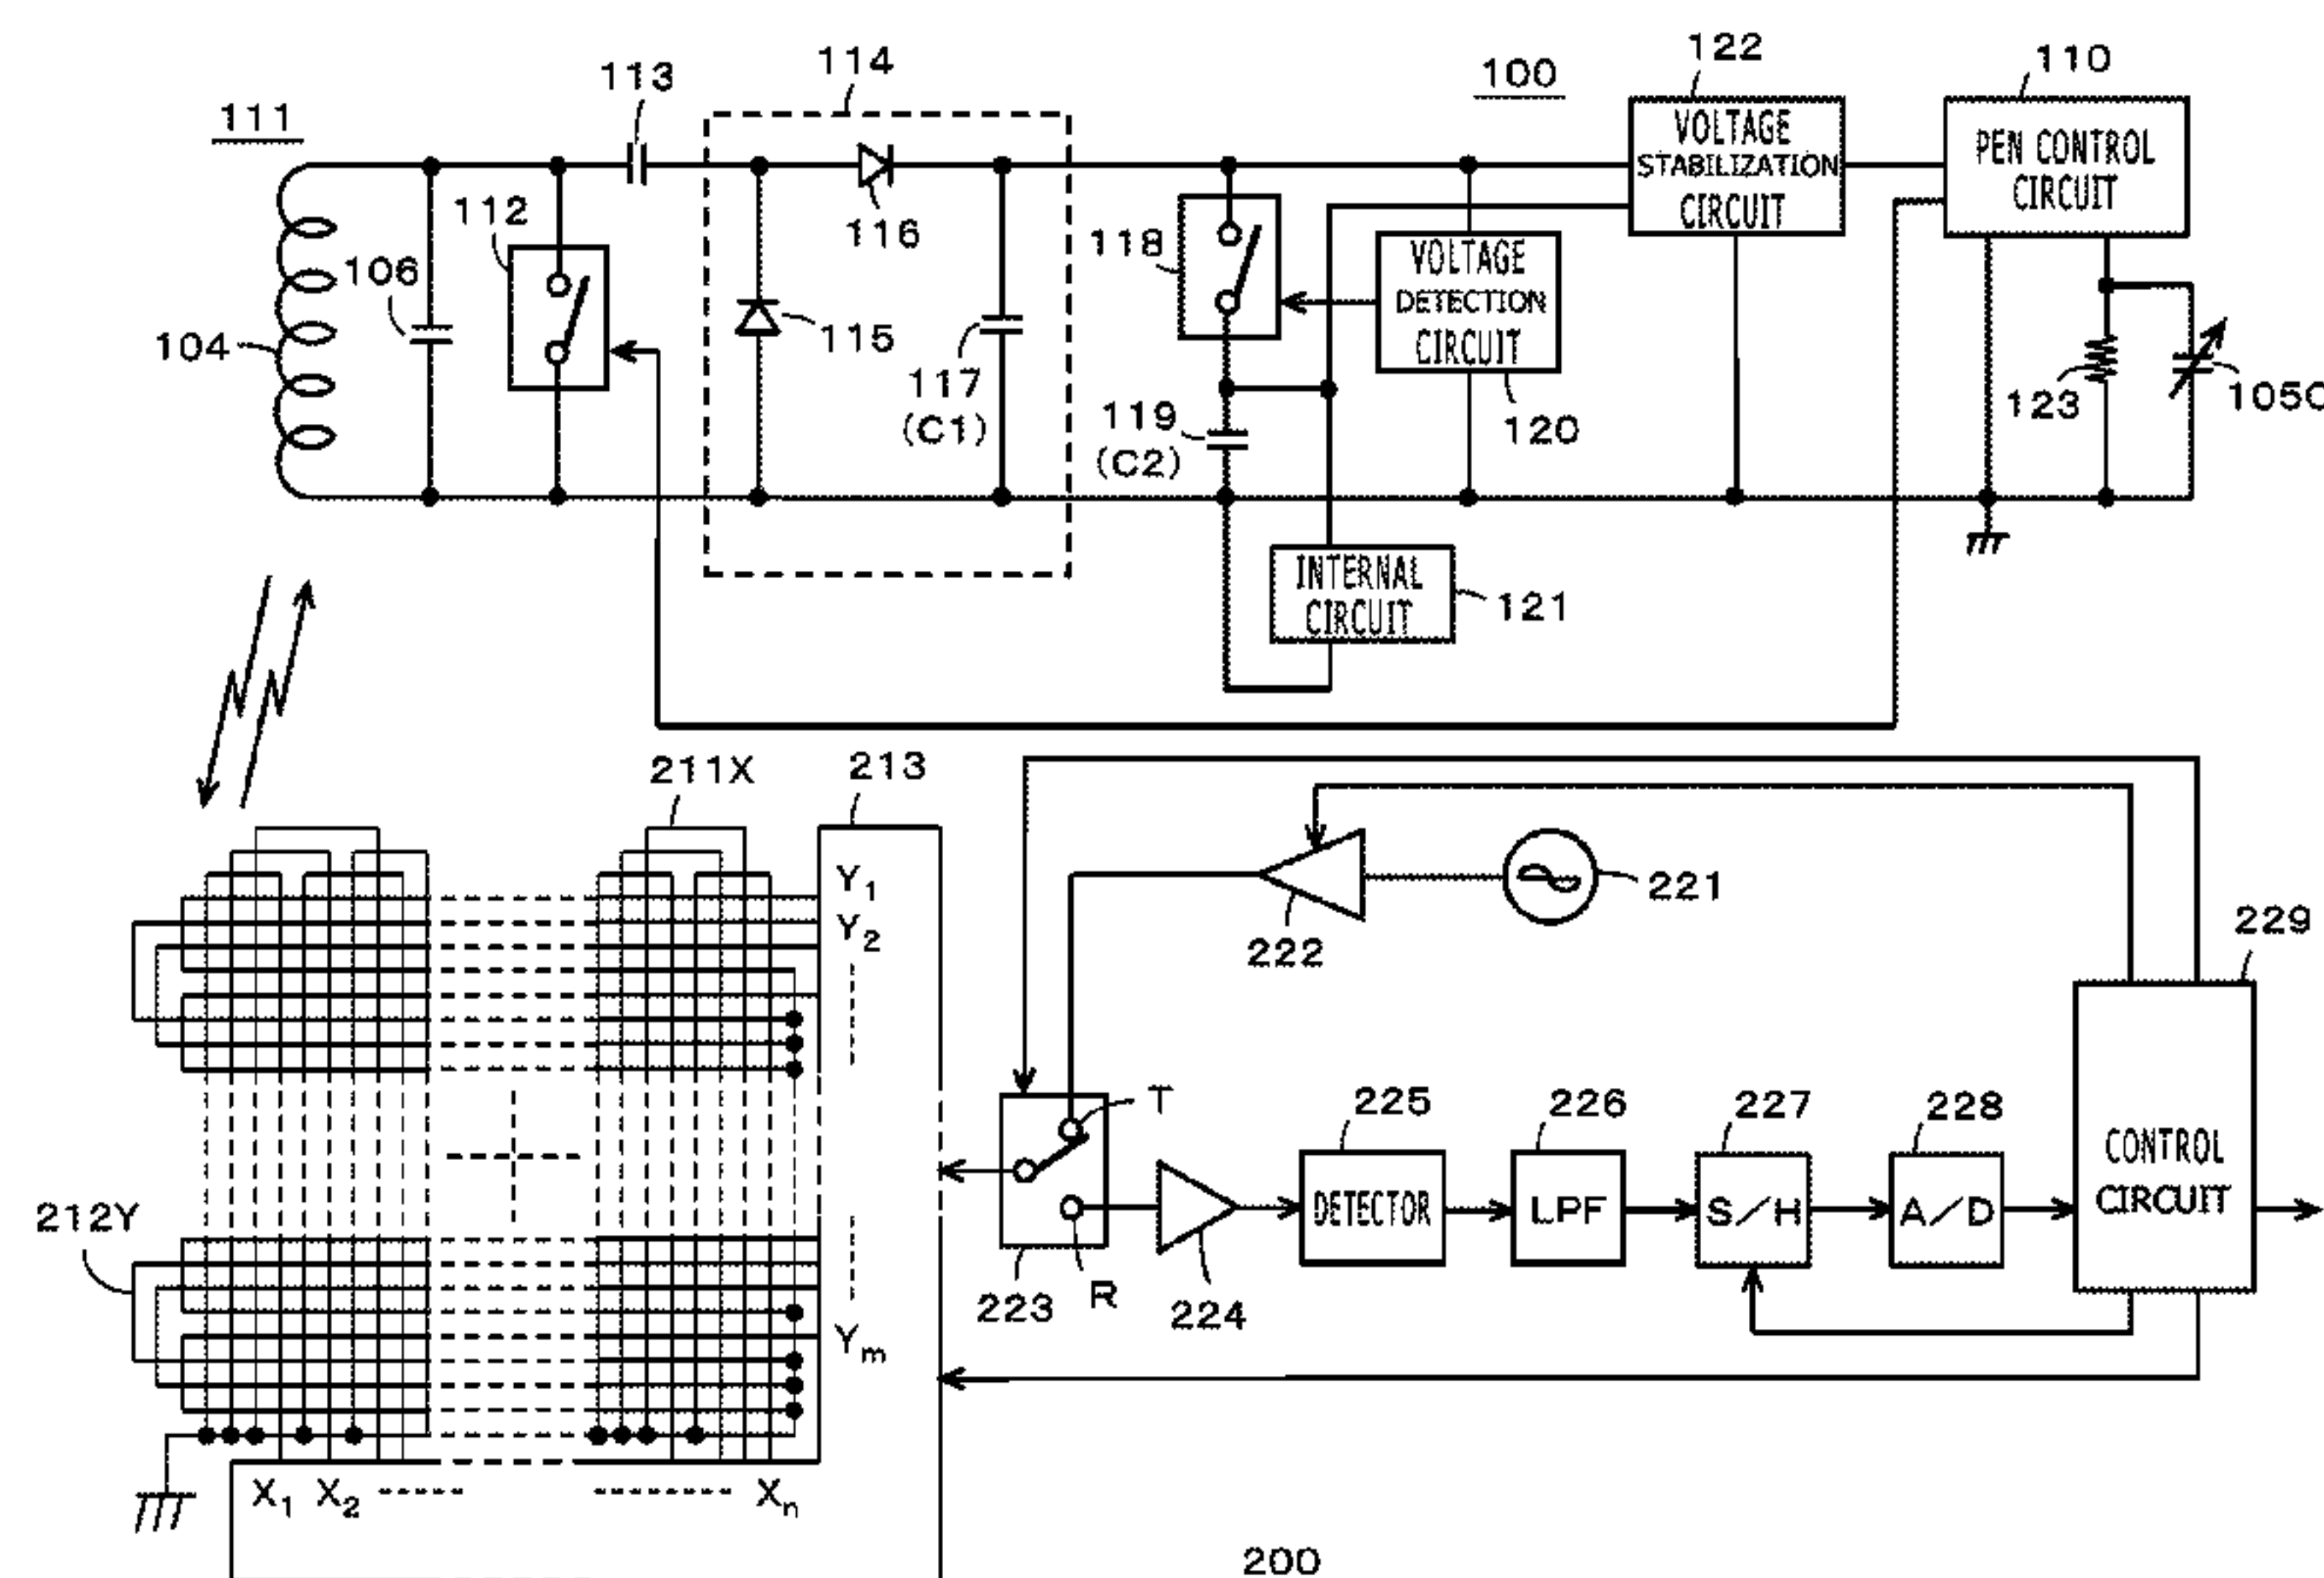 111
113
114
100
122
110
VOLTAGE
STABILIZATION
CIRCUIT
PEN CONTROL
CIRCUIT
112
106
104
116
115
117
(C1)
118
VOLTAGE
DETECTION
CIRCUIT
119
(C2)
120
123
105C
INTERNAL
CIRCUIT
121
211X
213
Y1
Y2
222
221
229
T
225
226
227
228
212Y
DETECTOR
LPF
S/H
A/D
CONTROL
CIRCUIT
223
R
224
Ym
X1
X2
Xn
200